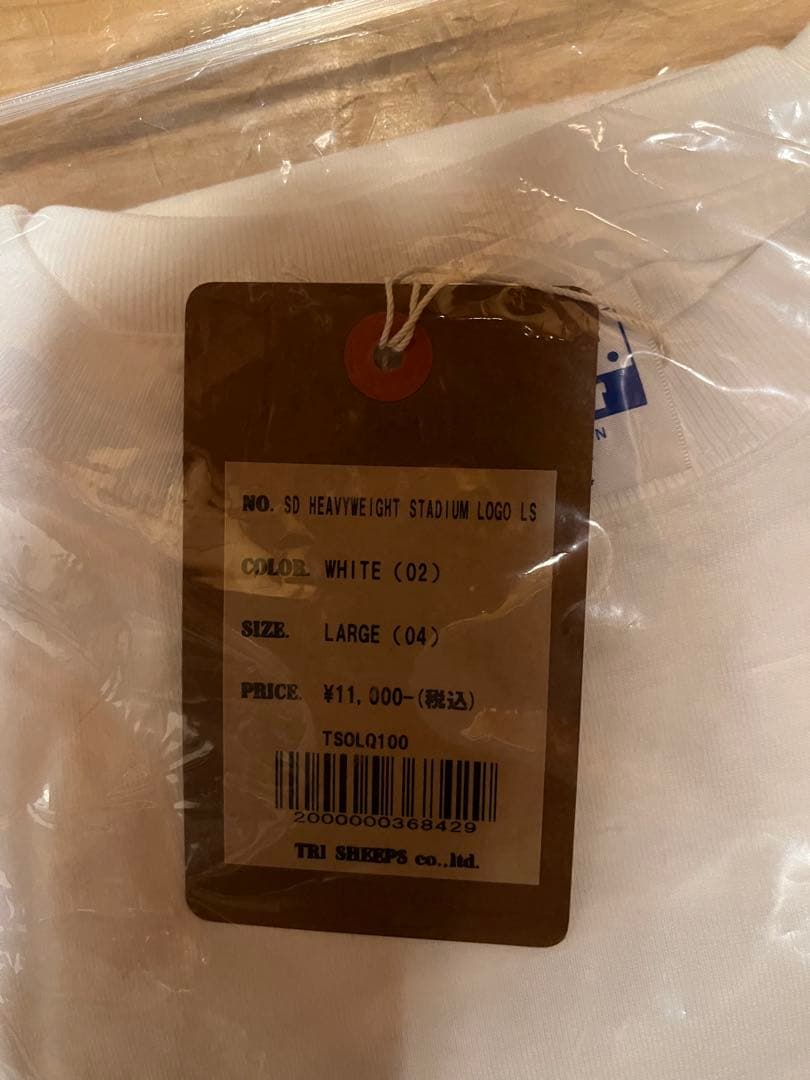 NO. SD HEAVYWEIGHT STADIUM LOGO LS
COLOR. WHITE (02)
SIZE. LARGE (04)
PRICE. ¥11,000-(税込)
TSOLQ100
2000000368429
TRI SHEEPS co.,ltd.